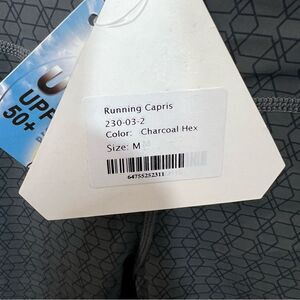 UPF
50+
Running Capris
230-03-2
Color: Charcoal Hex
Size: M
64755252311